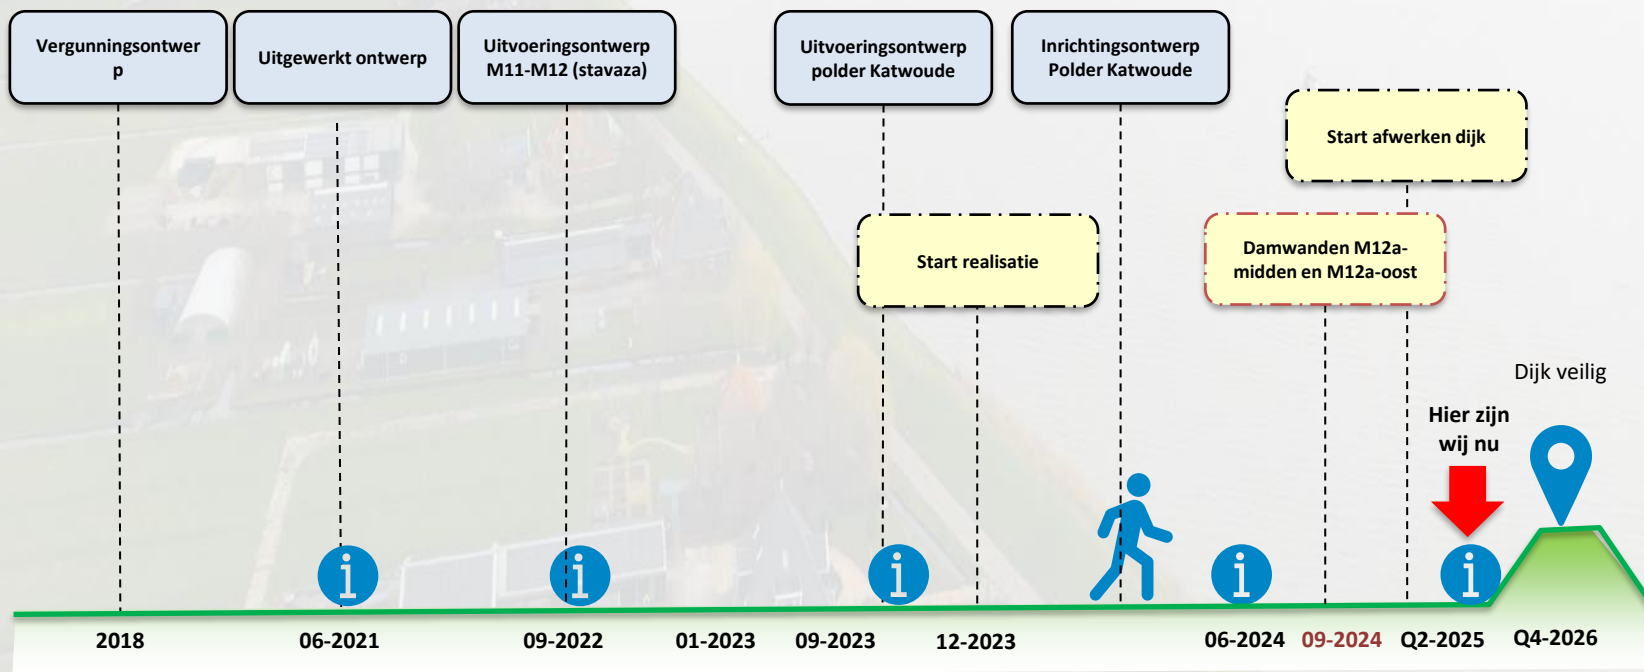 Vergunningsontwer
p
Uitgewerkt ontwerp
Uitvoeringsontwerp
M11-M12 (stavaza)
Uitvoeringsontwerp
polder Katwoude
Inrichtingsontwerp
Polder Katwoude
Start afwerken dijk
Start realisatie
Damwanden M12a-
midden en M12a-oost
Dijk veilig
Hier zijn
wij nu
i
i
i
i
i
2018
06-2021
09-2022
01-2023
09-2023
12-2023
06-2024
09-2024
Q2-2025
Q4-2026